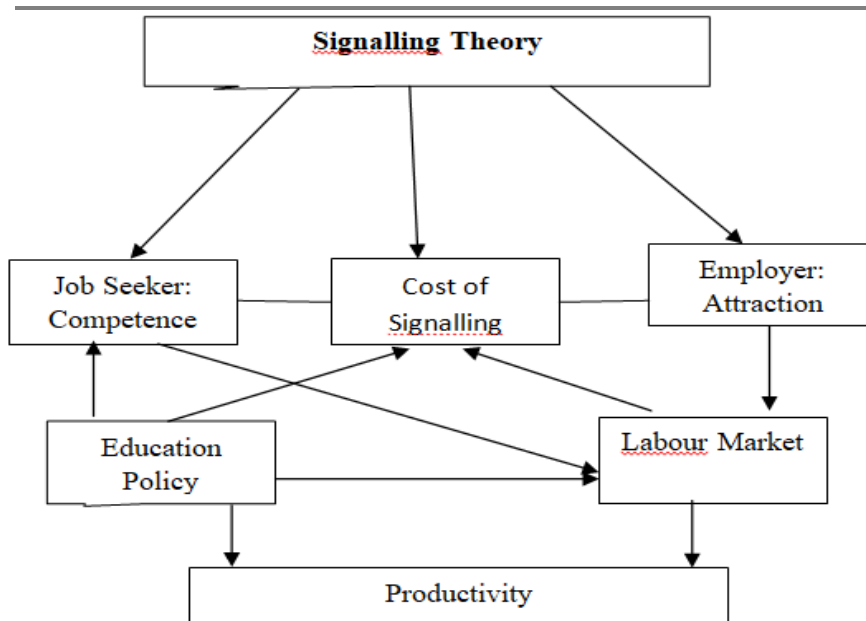 Signalling Theory
Job Seeker:
Competence
Cost of
Signalling
Employer:
Attraction
Education
Policy
Labour Market
Productivity